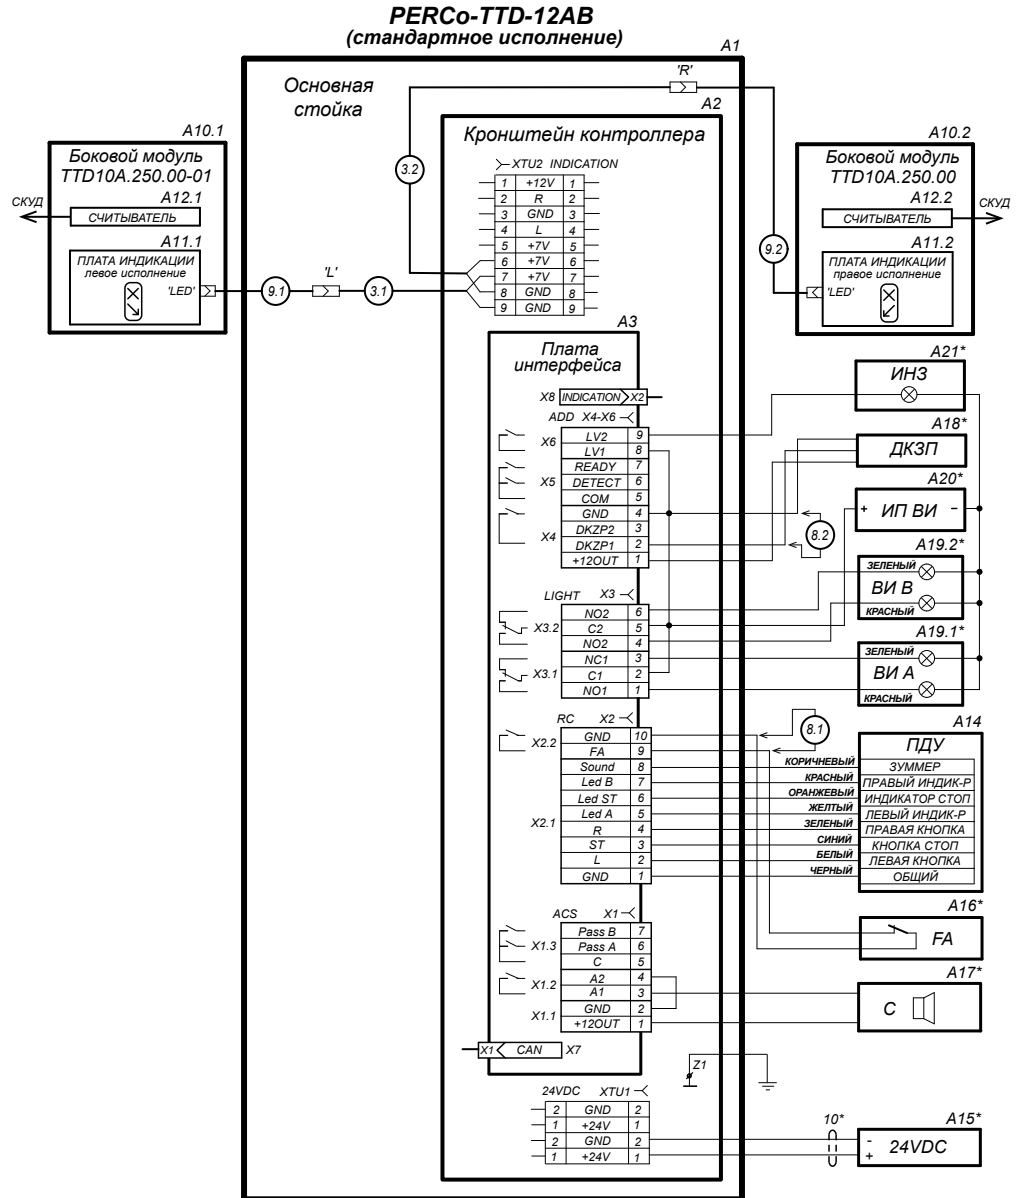 PERCo-TTD-12AB
(стандартное исполнение)
A1
Основная
стойка
'R'
A2
Кронштейн контроллера
A10.1
Боковой модуль
TTD10A.250.00-01
A12.1
СКУД
СЧИТЫВАТЕЛЬ
A11.1
ПЛАТА ИНДИКАЦИИ
левое исполнение
'LED'
9.1
'L'
3.1
3.2
9.2
A10.2
Боковой модуль
TTD10A.250.00
A12.2
СКУД
СЧИТЫВАТЕЛЬ
A11.2
ПЛАТА ИНДИКАЦИИ
правое исполнение
'LED'
XTU2 INDICATION
1 +12V 1
2 R 2
3 GND 3
4 L 4
5 +7V 5
6 +7V 6
7 +7V 7
8 GND 8
9 GND 9
A3
Плата
интерфейса
X8 INDICATION X2
ADD X4-X6
X6
LV2 9
LV1 8
X5
READY 7
DETECT 6
COM 5
X4
GND 4
DKZP2 3
DKZP1 2
+12OUT 1
8.2
LIGHT X3
X3.2
NO2 6
C2 5
NO2 4
X3.1
NC1 3
C1 2
NO1 1
RC X2
X2.2
GND 10
FA 9
X2.1
Sound 8
Led B 7
Led ST 6
Led A 5
R 4
ST 3
L 2
GND 1
8.1
ACS X1
X1.3
Pass B 7
Pass A 6
C 5
X1.2
A2 4
A1 3
X1.1
GND 2
+12OUT 1
X1 CAN X7
Z1
24VDC XTU1
2 GND 2
1 +24V 1
2 GND 2
1 +24V 1
A21*
ИНЗ
A18*
ДКЗП
A20*
+ ИП ВИ -
A19.2*
ЗЕЛЕНЫЙ
ВИ B
КРАСНЫЙ
A19.1*
ЗЕЛЕНЫЙ
ВИ A
КРАСНЫЙ
A14
ПДУ
КОРИЧНЕВЫЙ ЗУММЕР
КРАСНЫЙ ПРАВЫЙ ИНДИК-Р
ОРАНЖЕВЫЙ ИНДИКАТОР СТОП
ЖЕЛТЫЙ ЛЕВЫЙ ИНДИК-Р
ЗЕЛЕНЫЙ ПРАВАЯ КНОПКА
СИНИЙ КНОПКА СТОП
БЕЛЫЙ ЛЕВАЯ КНОПКА
ЧЕРНЫЙ ОБЩИЙ
A16*
FA
A17*
C
10*
A15*
-
24VDC
+